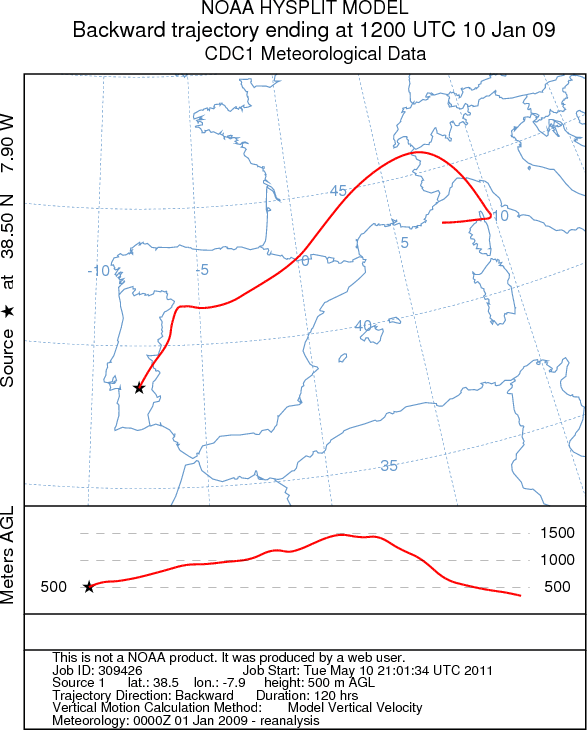 NOAA HYSPLIT MODEL
Backward trajectory ending at 1200 UTC 10 Jan 09
CDC1 Meteorological Data
Source ★ at 38.50 N 7.90 W
45
10
5
0
-5
-10
40
35
Meters AGL
1500
1000
500
500
This is not a NOAA product. It was produced by a web user.
Job ID: 309426 Job Start: Tue May 10 21:01:34 UTC 2011
Source 1 lat.: 38.5 lon.: -7.9 height: 500 m AGL
Trajectory Direction: Backward Duration: 120 hrs
Vertical Motion Calculation Method: Model Vertical Velocity
Meteorology: 0000Z 01 Jan 2009 - reanalysis